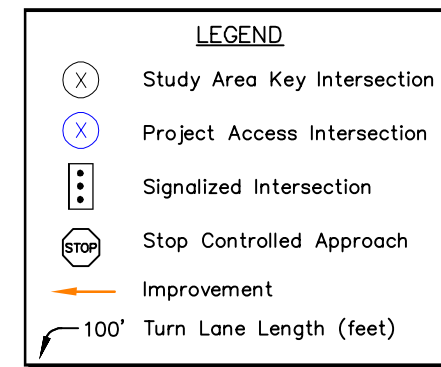 LEGEND
X Study Area Key Intersection
X Project Access Intersection
Signalized Intersection
STOP Stop Controlled Approach
Improvement
100' Turn Lane Length (feet)